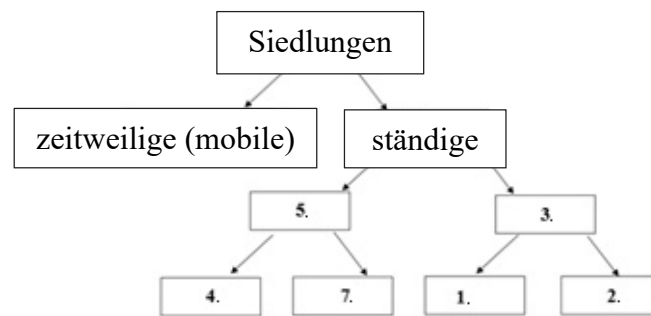 Siedlungen
zeitweilige (mobile)
ständige
5.
3.
4.
7.
1.
2.